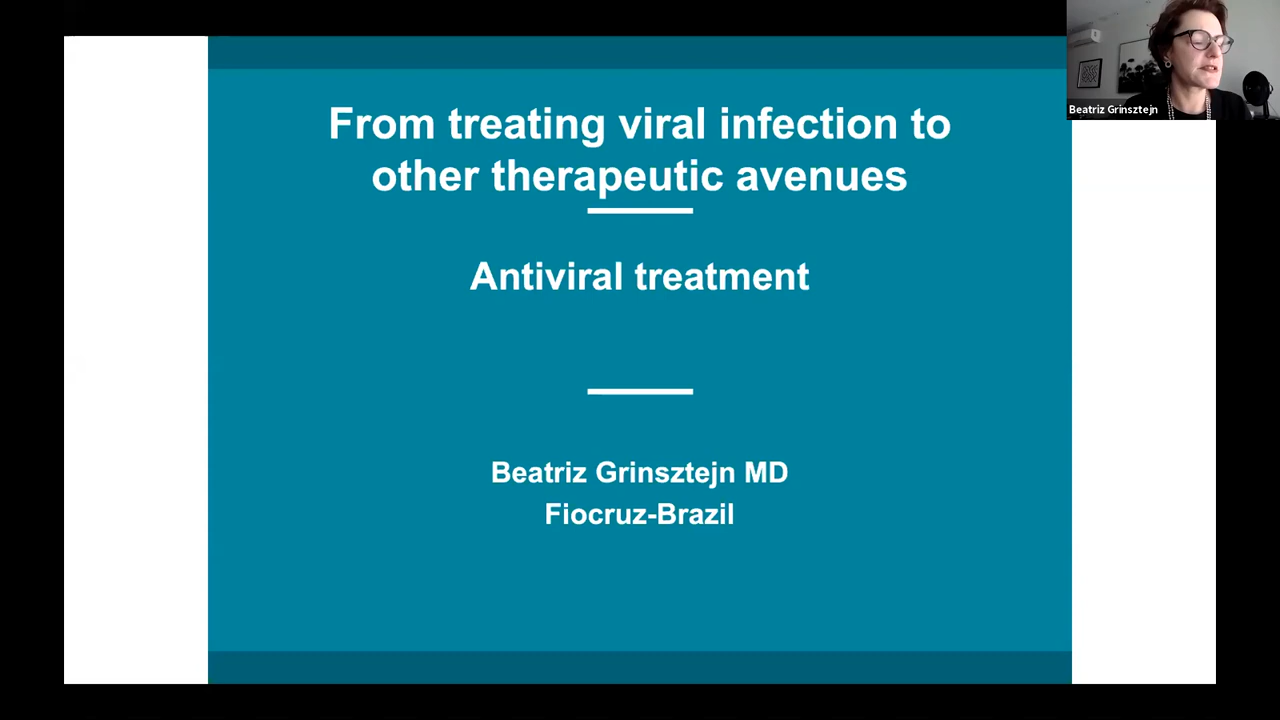 From treating viral infection to
other therapeutic avenues
Antiviral treatment
Beatriz Grinsztejn MD
Fiocruz-Brazil
Beatriz Grinsztejn